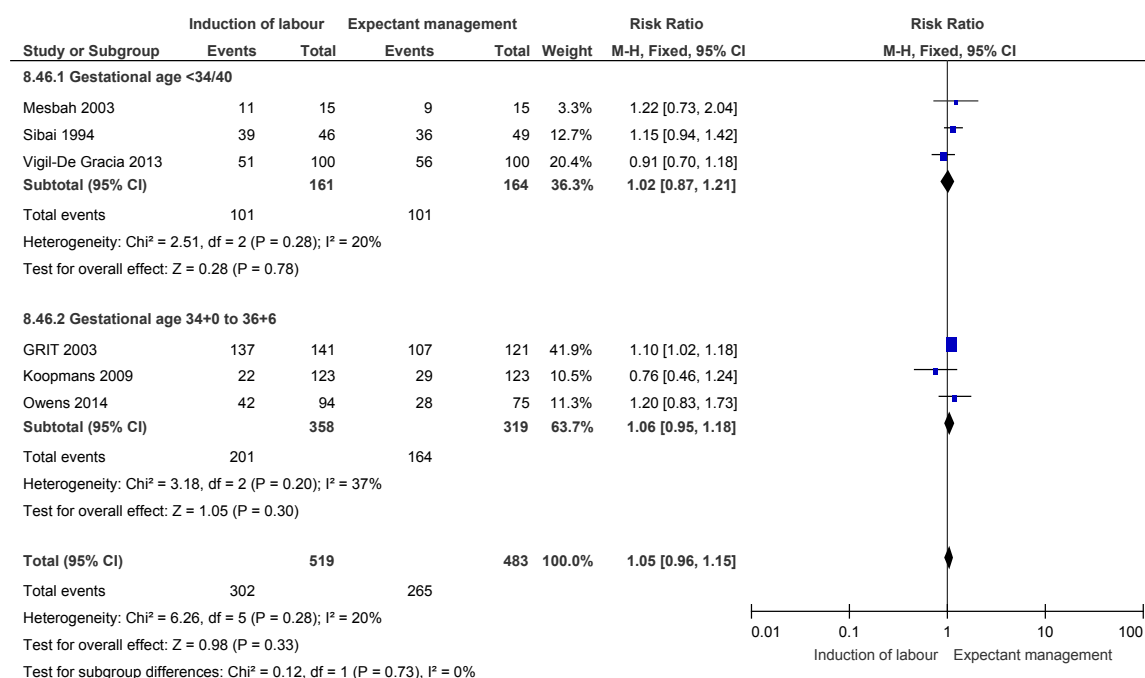 Induction of labour Expectant management Risk Ratio Risk Ratio
Study or Subgroup Events Total Events Total Weight M-H, Fixed, 95% CI M-H, Fixed, 95% CI
8.46.1 Gestational age <34/40
Mesbah 2003 11 15 9 15 3.3% 1.22 [0.73, 2.04]
Sibai 1994 39 46 36 49 12.7% 1.15 [0.94, 1.42]
Vigil-De Gracia 2013 51 100 56 100 20.4% 0.91 [0.70, 1.18]
Subtotal (95% CI) 161 164 36.3% 1.02 [0.87, 1.21]
Total events 101 101
Heterogeneity: Chi² = 2.51, df = 2 (P = 0.28); I² = 20%
Test for overall effect: Z = 0.28 (P = 0.78)
8.46.2 Gestational age 34+0 to 36+6
GRIT 2003 137 141 107 121 41.9% 1.10 [1.02, 1.18]
Koopmans 2009 22 123 29 123 10.5% 0.76 [0.46, 1.24]
Owens 2014 42 94 28 75 11.3% 1.20 [0.83, 1.73]
Subtotal (95% CI) 358 319 63.7% 1.06 [0.95, 1.18]
Total events 201 164
Heterogeneity: Chi² = 3.18, df = 2 (P = 0.20); I² = 37%
Test for overall effect: Z = 1.05 (P = 0.30)
Total (95% CI) 519 483 100.0% 1.05 [0.96, 1.15]
Total events 302 265
Heterogeneity: Chi² = 6.26, df = 5 (P = 0.28); I² = 20%
Test for overall effect: Z = 0.98 (P = 0.33)
Test for subgroup differences: Chi² = 0.12, df = 1 (P = 0.73), I² = 0%
0.01 0.1 1 10 100
Induction of labour Expectant management